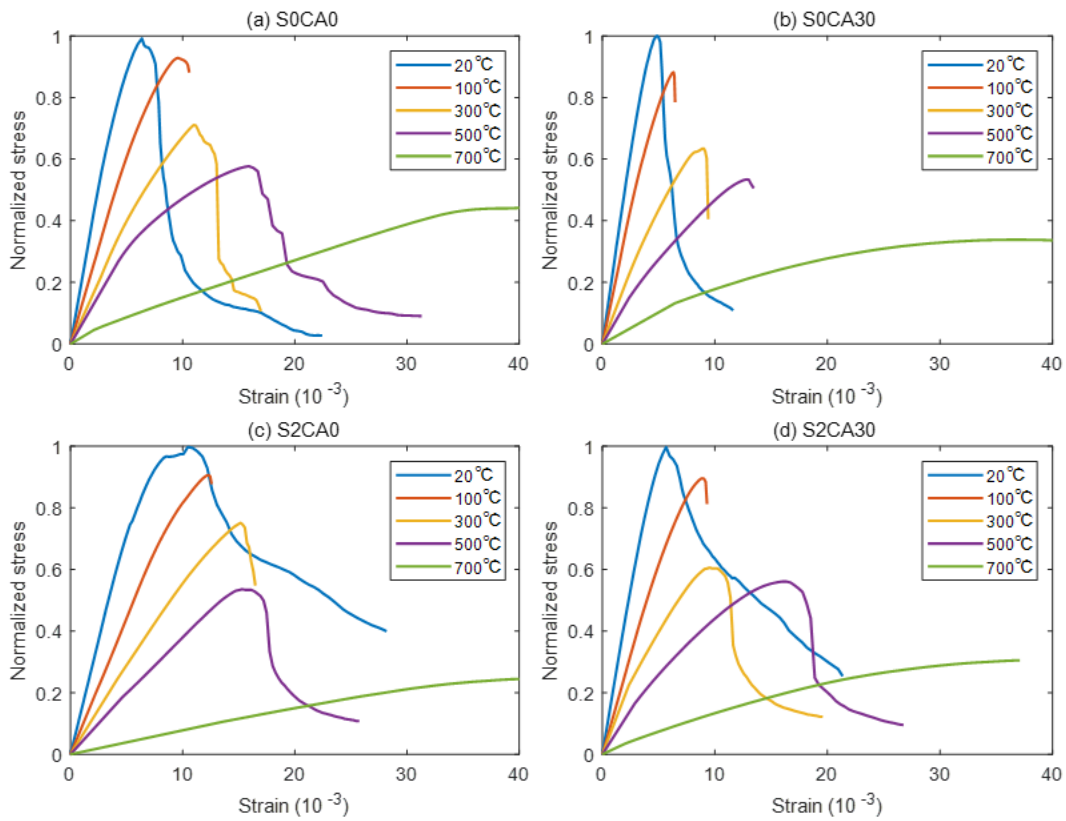 (a) S0CA0
Normalized stress
1
0.8
0.6
0.4
0.2
0
0 10 20 30 40
Strain (10 -3)
20℃
100℃
300℃
500℃
700℃
(b) S0CA30
Normalized stress
1
0.8
0.6
0.4
0.2
0
0 10 20 30 40
Strain (10 -3)
20℃
100℃
300℃
500℃
700℃
(c) S2CA0
Normalized stress
1
0.8
0.6
0.4
0.2
0
0 10 20 30 40
Strain (10 -3)
20℃
100℃
300℃
500℃
700℃
(d) S2CA30
Normalized stress
1
0.8
0.6
0.4
0.2
0
0 10 20 30 40
Strain (10 -3)
20℃
100℃
300℃
500℃
700℃